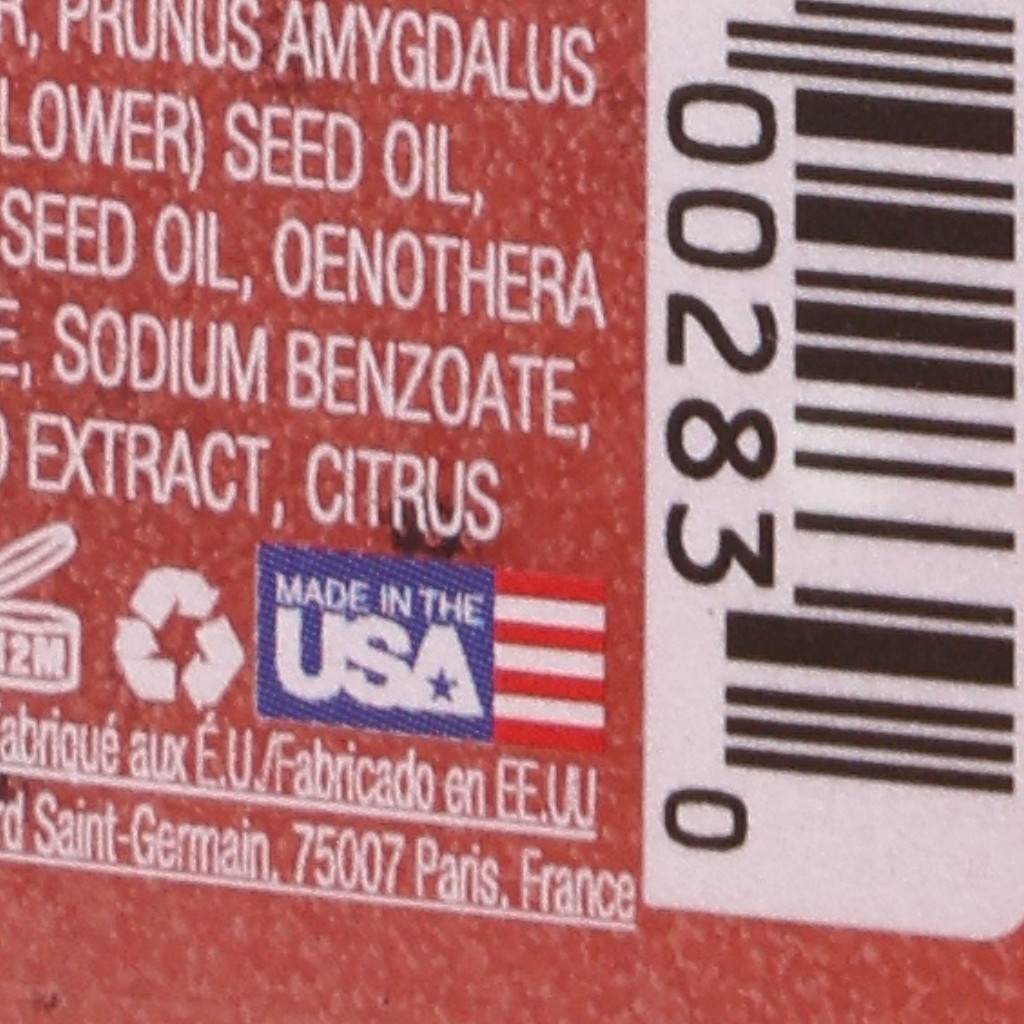 R, PRUNUS AMYGDALUS
LOWER) SEED OIL,
SEED OIL, OENOTHERA
E, SODIUM BENZOATE,
) EXTRACT, CITRUS
12M
MADE IN THE
USA
abriqué aux É.U./Fabricado en EE.UU
rd Saint-Germain, 75007 Paris, France
00283
0